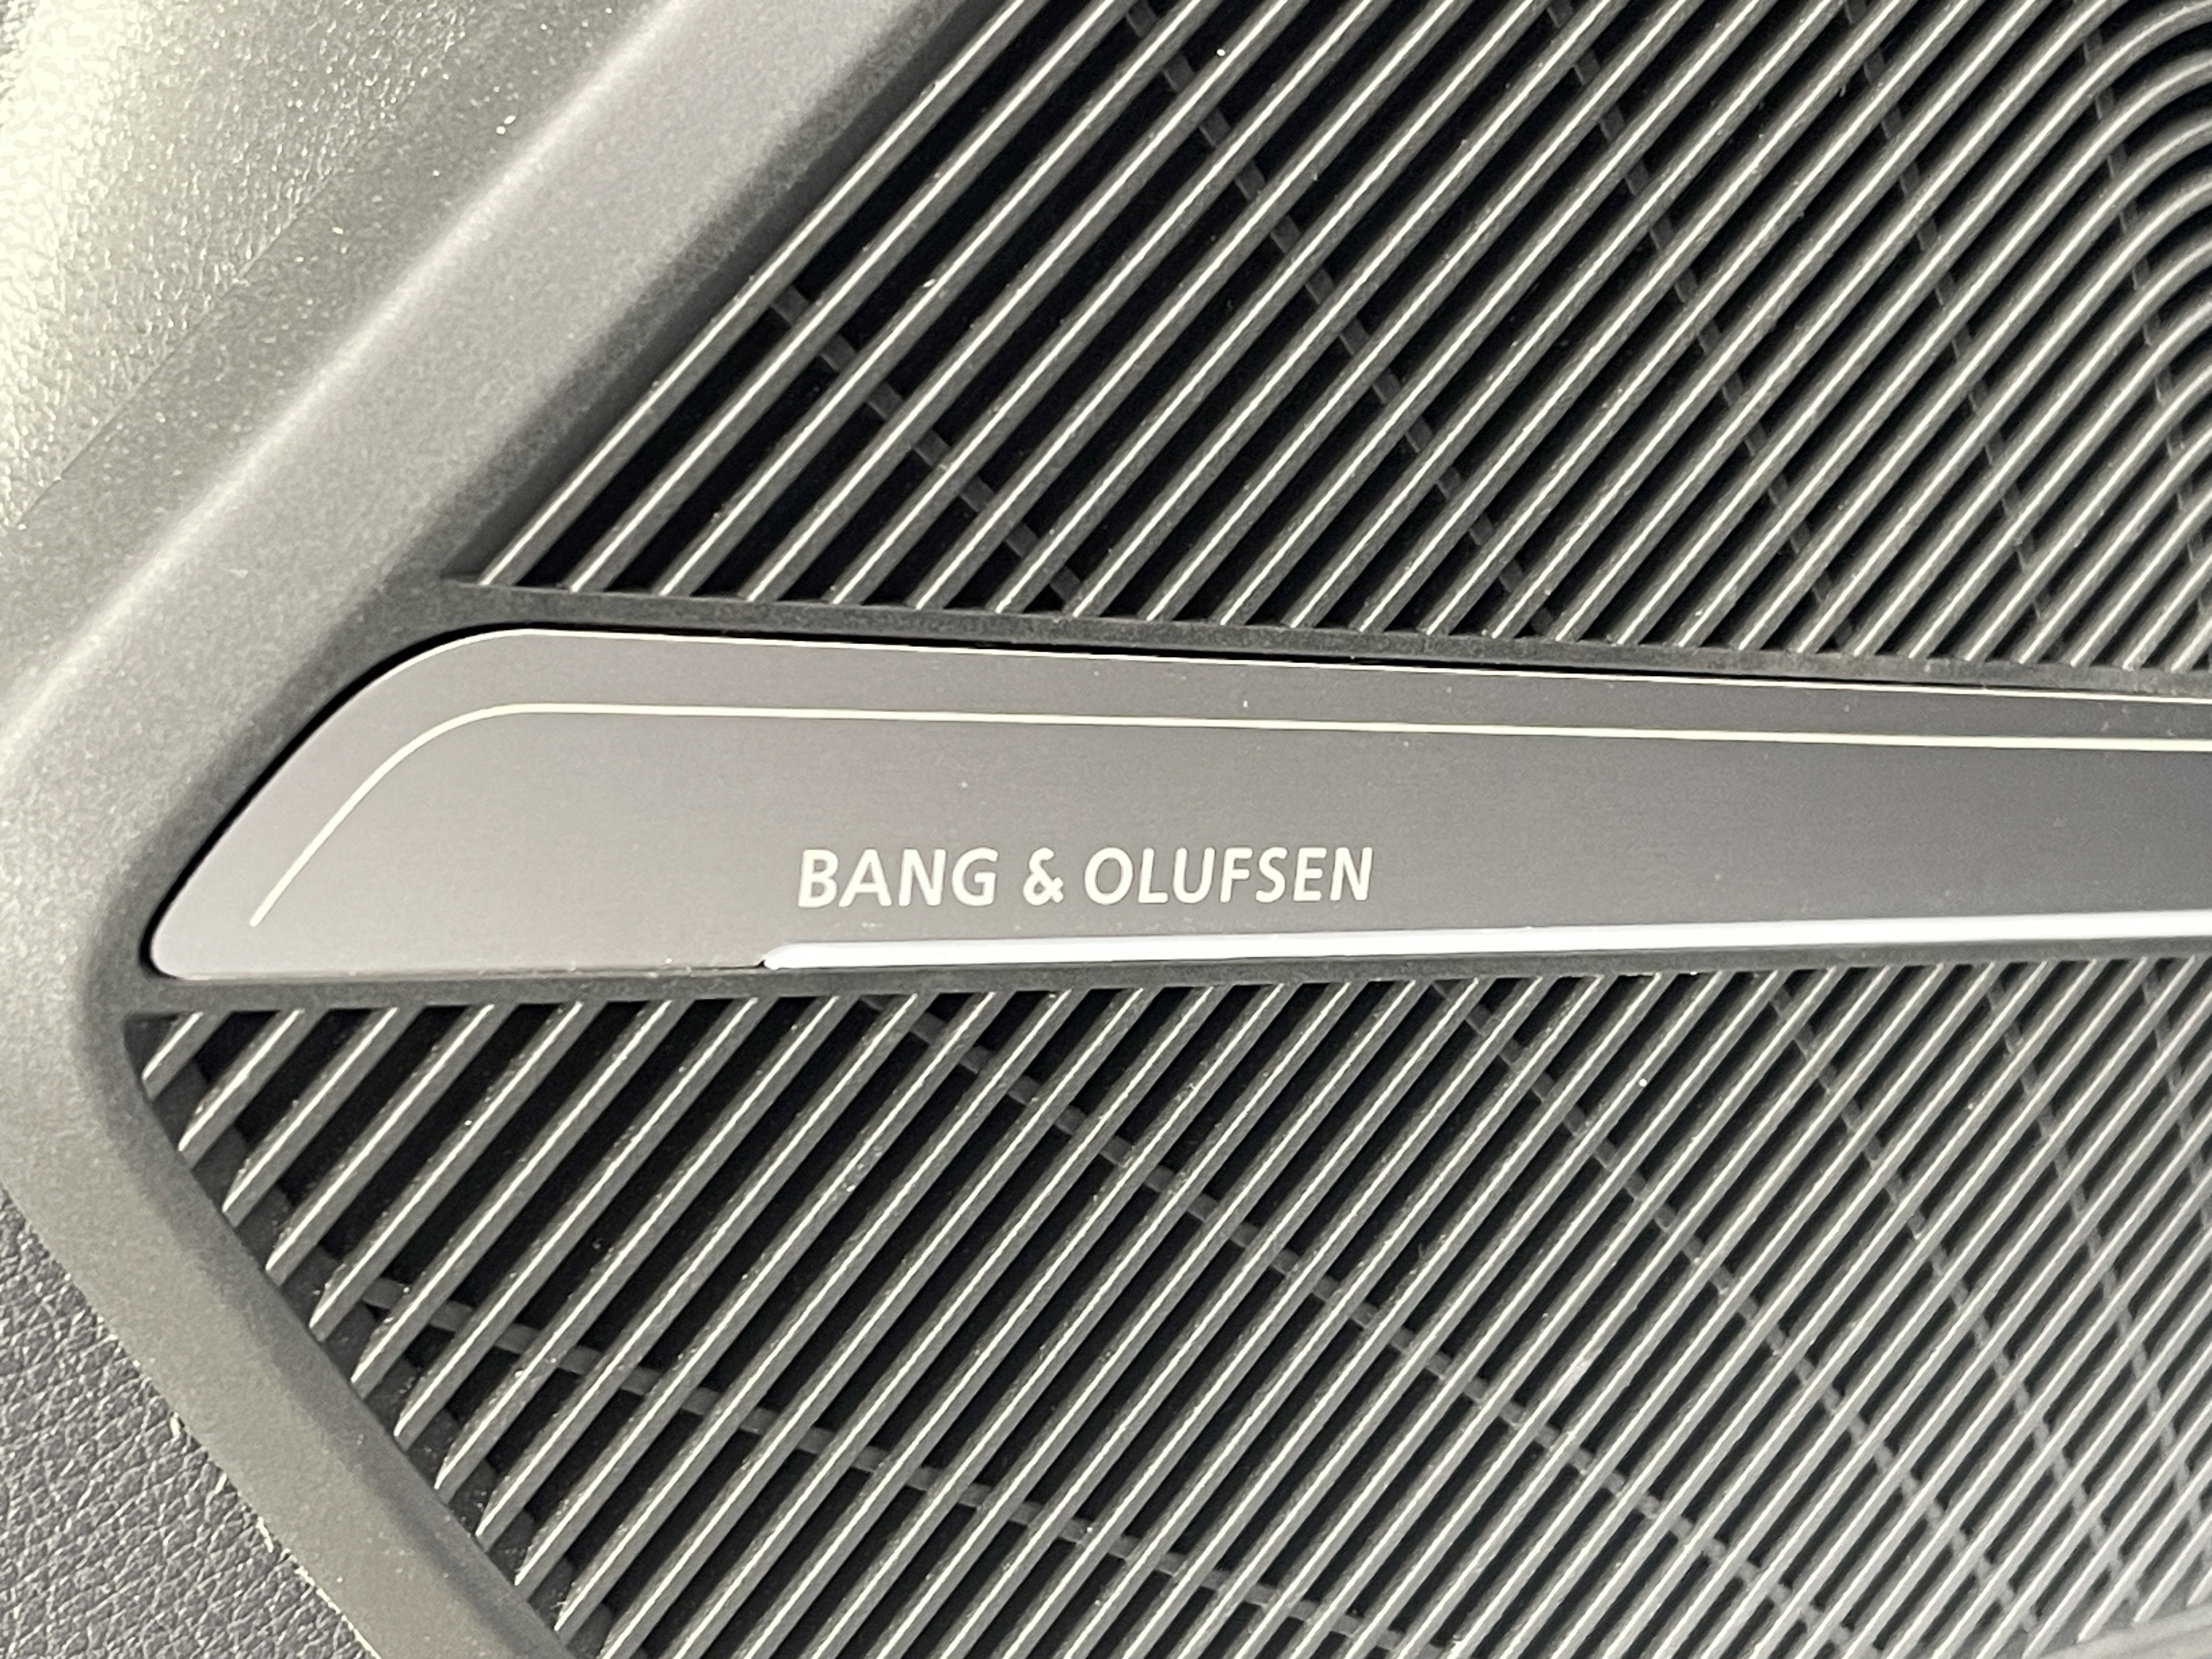 BANG & OLUFSEN